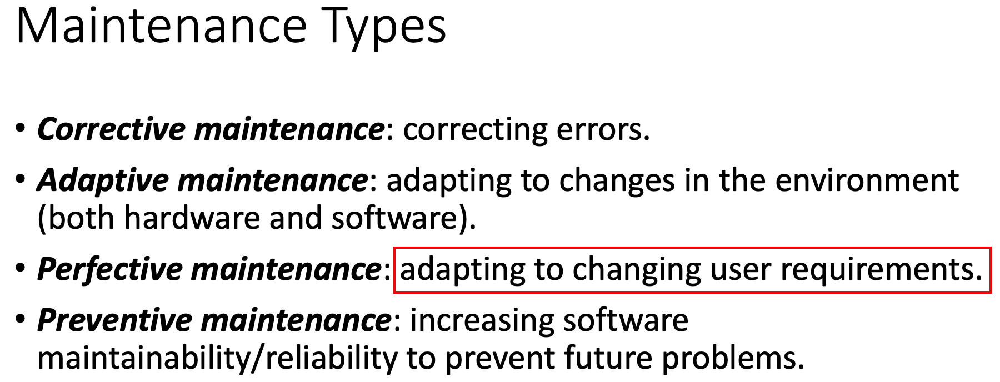 Maintenance Types
• Corrective maintenance: correcting errors.
• Adaptive maintenance: adapting to changes in the environment
(both hardware and software).
• Perfective maintenance: adapting to changing user requirements.
• Preventive maintenance: increasing software
maintainability/reliability to prevent future problems.